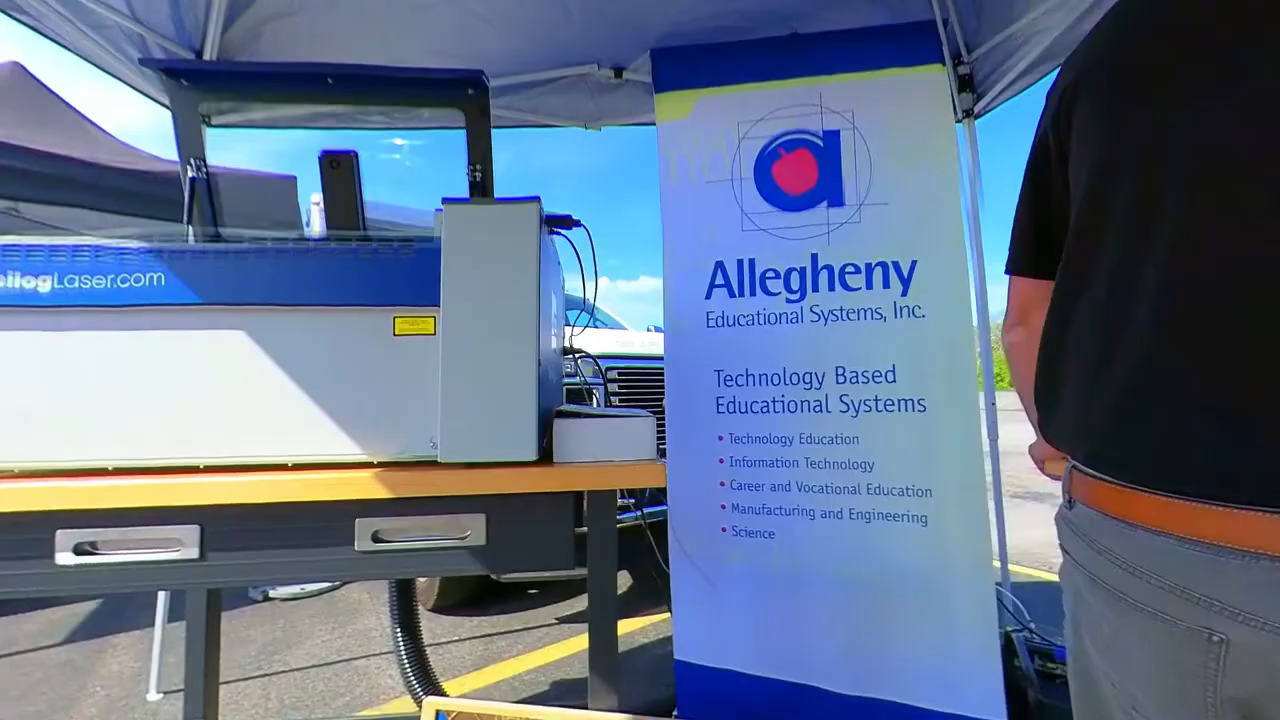 ilogLaser.com
a
Allegheny
Educational Systems, Inc.
Technology Based
Educational Systems
• Technology Education
• Information Technology
• Career and Vocational Education
• Manufacturing and Engineering
• Science